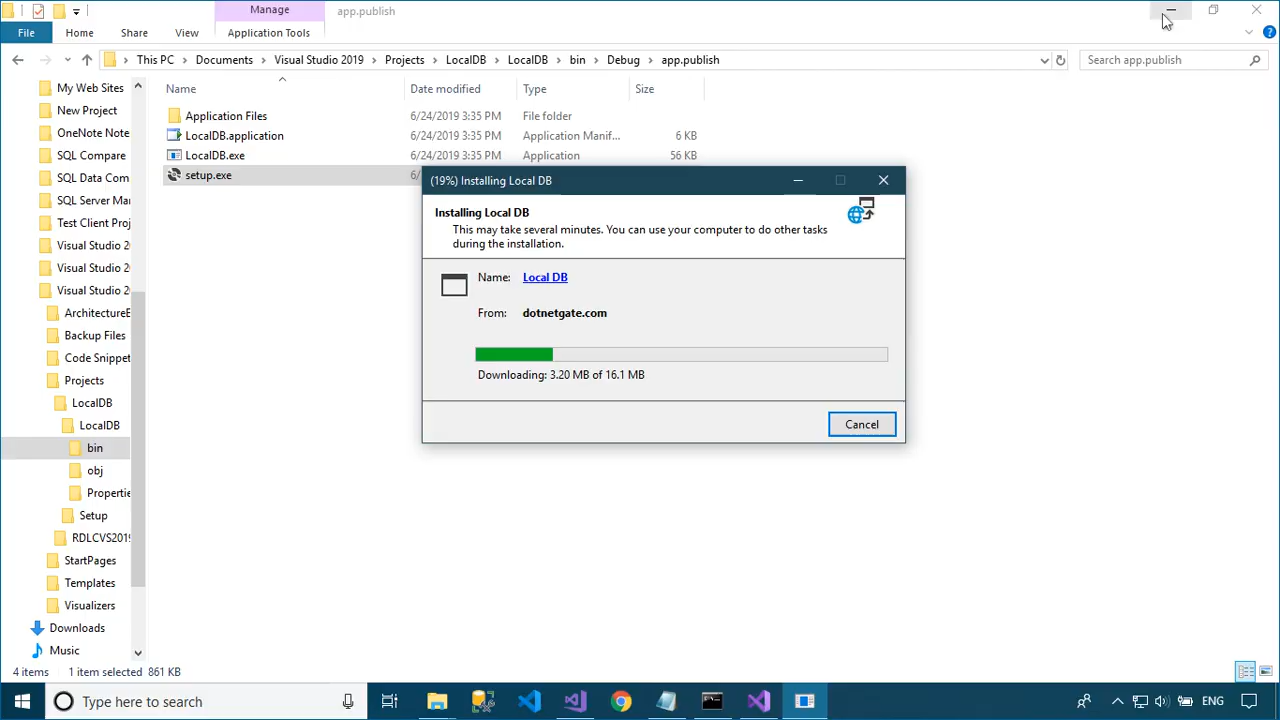 Manage
app.publish
File
Home
Share
View
Application Tools
This PC
Documents
Visual Studio 2019
Projects
LocalDB
LocalDB
bin
Debug
app.publish
Search app.publish
Name
Date modified
Type
Size
Application Files
6/24/2019 3:35 PM
File folder
LocalDB.application
6/24/2019 3:35 PM
Application Manif...
6 KB
LocalDB.exe
6/24/2019 3:35 PM
Application
56 KB
setup.exe
6/
My Web Sites
New Project
OneNote Note
SQL Compare
SQL Data Com
SQL Server Ma
Test Client Proj
Visual Studio 2
Visual Studio 2
Visual Studio 2
ArchitectureE
Backup Files
Code Snippet
Projects
LocalDB
LocalDB
bin
obj
Propertie
Setup
RDLCVS2019
StartPages
Templates
Visualizers
Downloads
Music
(19%) Installing Local DB
Installing Local DB
This may take several minutes. You can use your computer to do other tasks
during the installation.
Name:
Local DB
From:
dotnetgate.com
Downloading: 3.20 MB of 16.1 MB
Cancel
4 items
1 item selected 861 KB
Type here to search
ENG